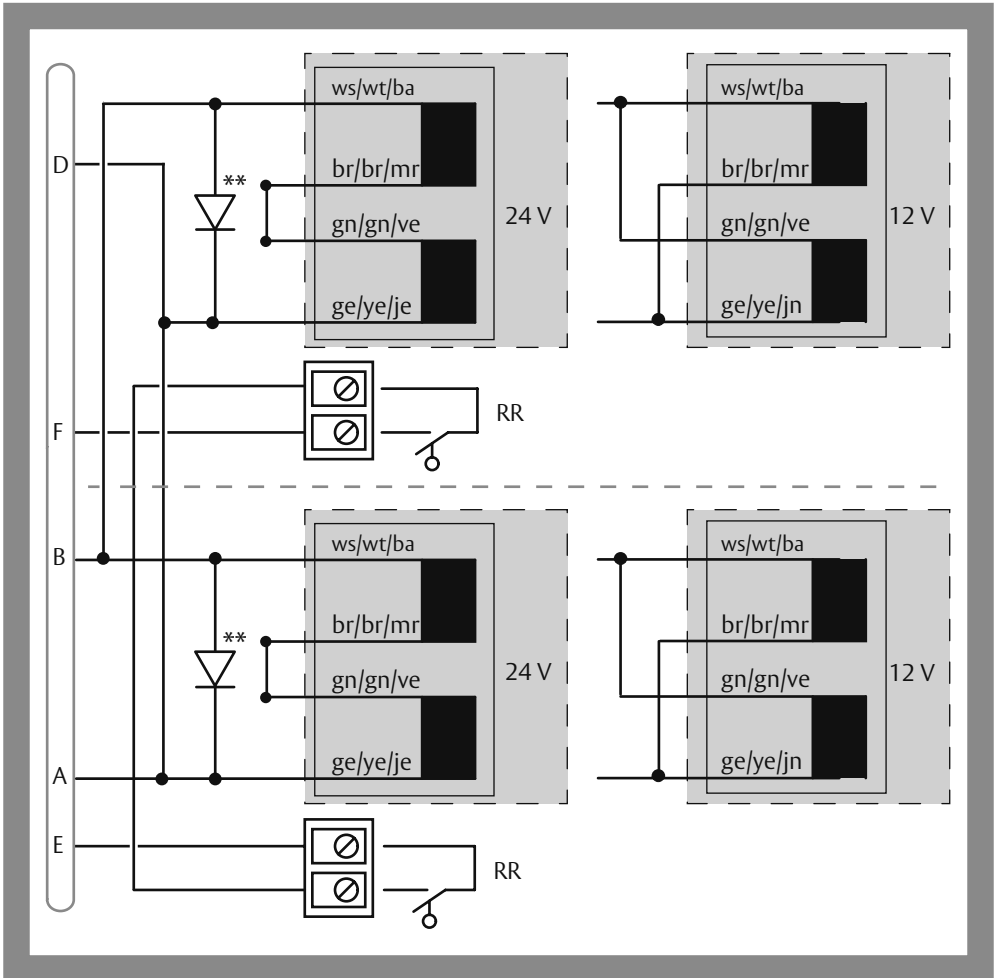 ws/wt/ba
ws/wt/ba
D
**
br/br/mr
br/br/mr
24 V
12 V
gn/gn/ve
gn/gn/ve
ge/ye/je
ge/ye/jn
F
RR
ws/wt/ba
ws/wt/ba
B
**
br/br/mr
br/br/mr
24 V
12 V
gn/gn/ve
gn/gn/ve
ge/ye/je
ge/ye/jn
A
E
RR